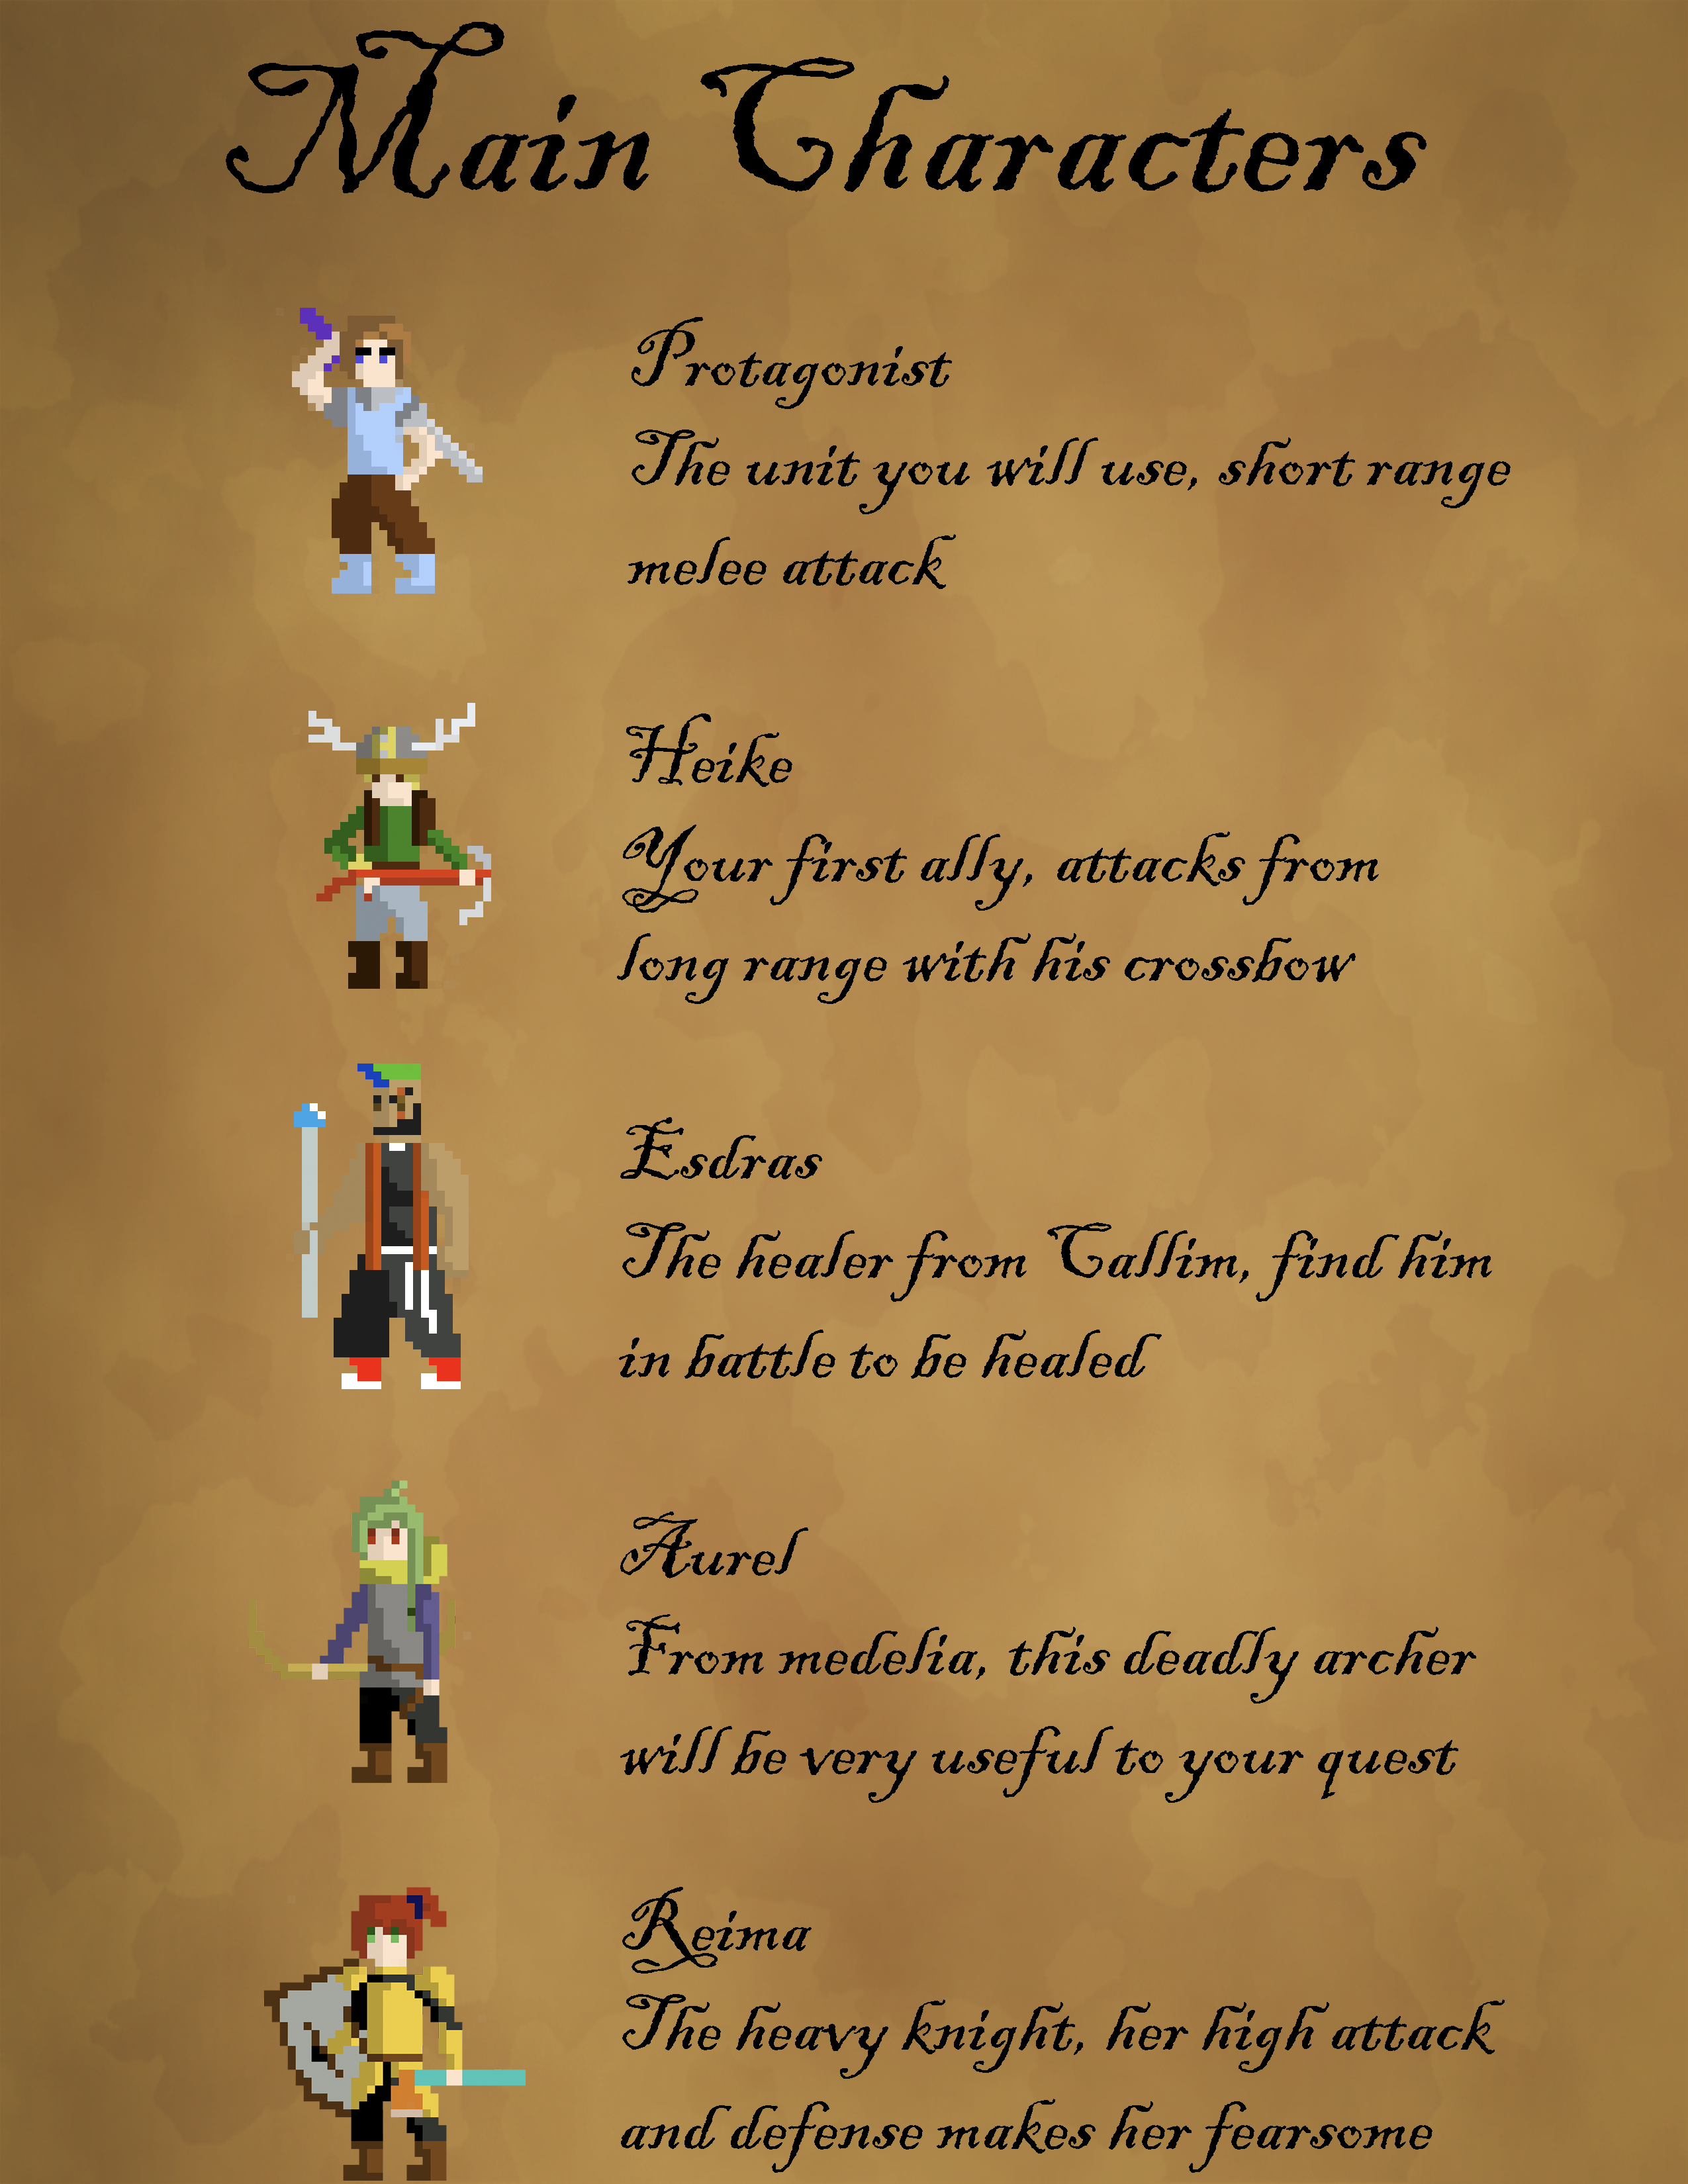 Main Characters
Protagonist
The unit you will use, short range
melee attack
Heike
Your first ally, attacks from
long range with his crossbow
Esdras
The healer from Callim, find him
in battle to be healed
Aurel
From medelia, this deadly archer
will be very useful to your quest
Reima
The heavy knight, her high attack
and defense makes her fearsome